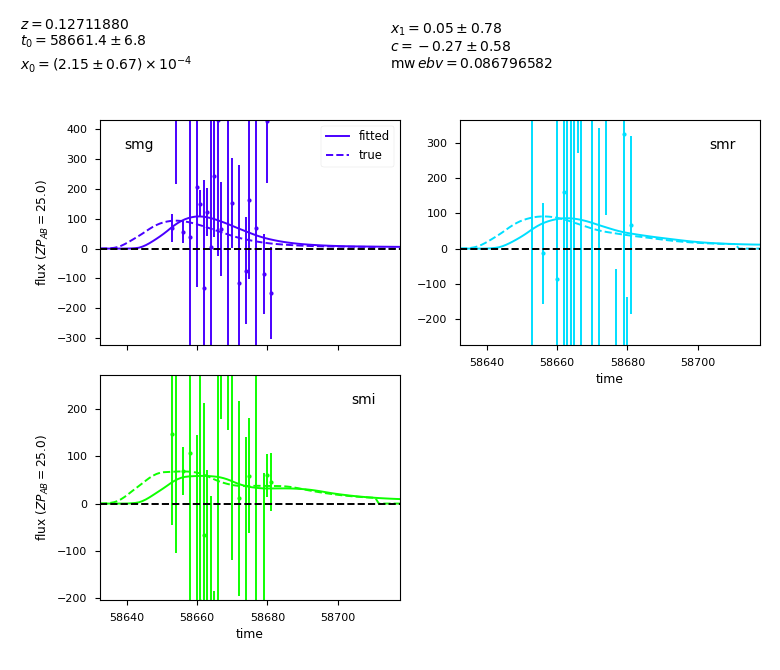 z = 0.12711880
t₀ = 58661.4 ± 6.8
x₀ = (2.15 ± 0.67) × 10⁻⁴
x₁ = 0.05 ± 0.78
c = −0.27 ± 0.58
mw ebv = 0.086796582
smg
fitted
true
400
300
200
100
0
−100
−200
−300
flux (ZP_AB = 25.0)
smr
300
200
100
0
−100
−200
58640 58660 58680 58700
time
smi
200
100
0
−100
−200
flux (ZP_AB = 25.0)
58640 58660 58680 58700
time